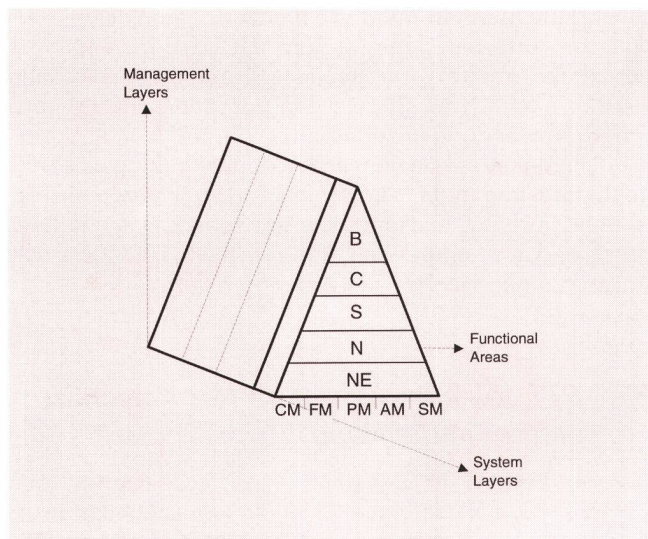 Management
Layers
B
C
S
N
NE
Functional
Areas
CM FM PM AM SM
System
Layers